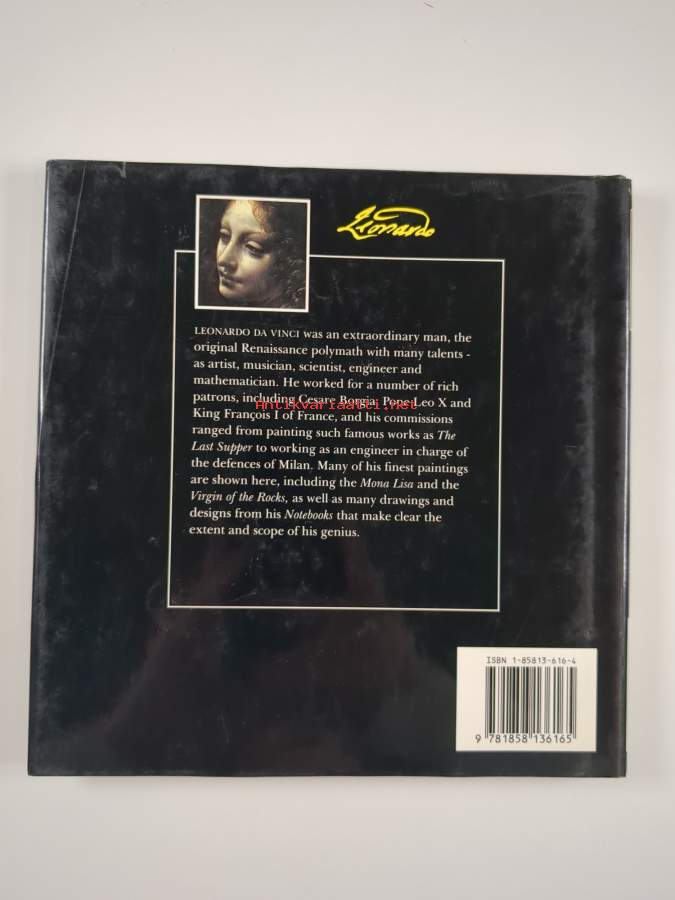 Leonardo
LEONARDO DA VINCI was an extraordinary man, the
original Renaissance polymath with many talents -
as artist, musician, scientist, engineer and
mathematician. He worked for a number of rich
patrons, including Cesare Borgia, Pope Leo X and
Antikvariaatti.net
King François I of France, and his commissions
ranged from painting such famous works as The
Last Supper to working as an engineer in charge of
the defences of Milan. Many of his finest paintings
are shown here, including the Mona Lisa and the
Virgin of the Rocks, as well as many drawings and
designs from his Notebooks that make clear the
extent and scope of his genius.
ISBN 1-85813-616-4
9 781858 136165